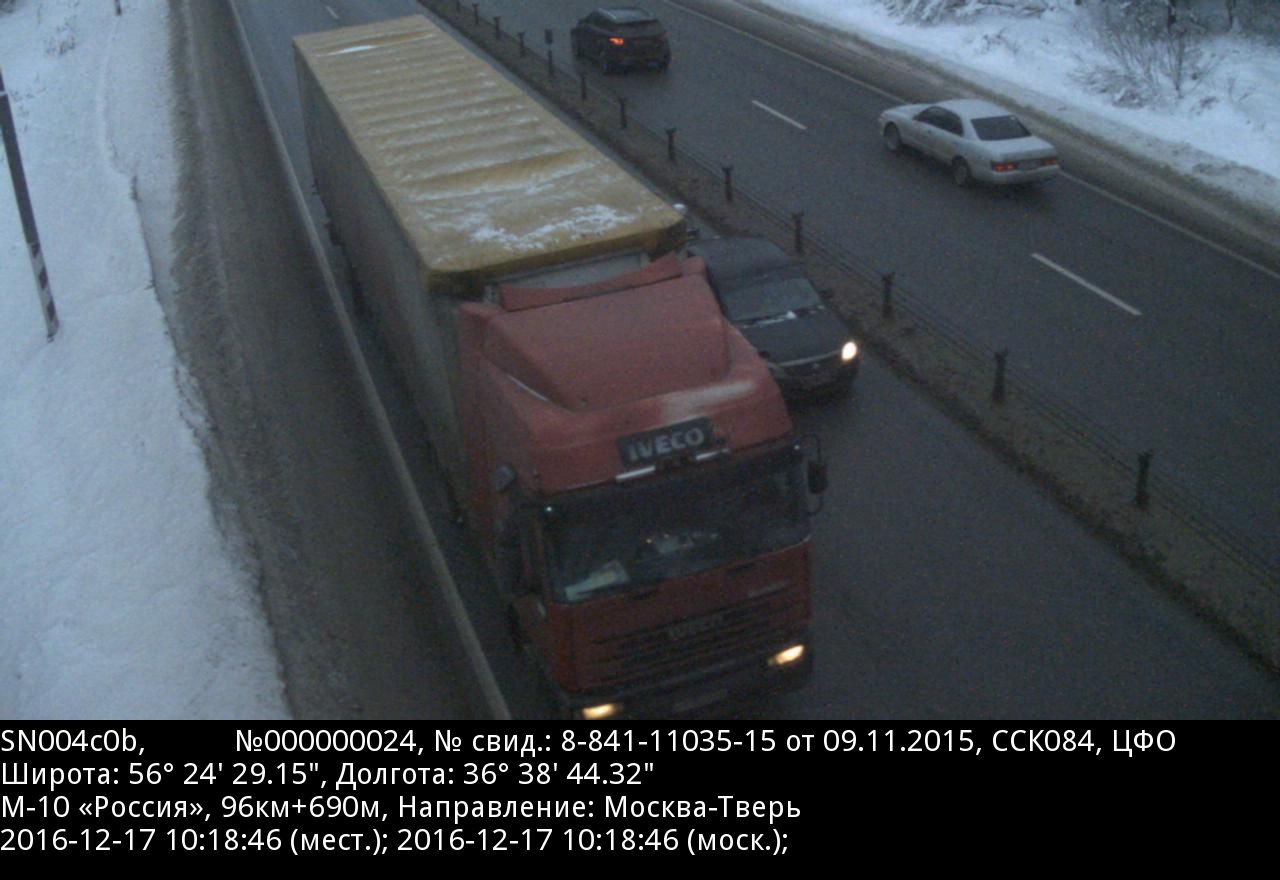 IVECO
IVECO
SN004c0b, №000000024, № свид.: 8-841-11035-15 от 09.11.2015, ССК084, ЦФО
Широта: 56° 24' 29.15", Долгота: 36° 38' 44.32"
М-10 «Россия», 96км+690м, Направление: Москва-Тверь
2016-12-17 10:18:46 (мест.); 2016-12-17 10:18:46 (моск.);